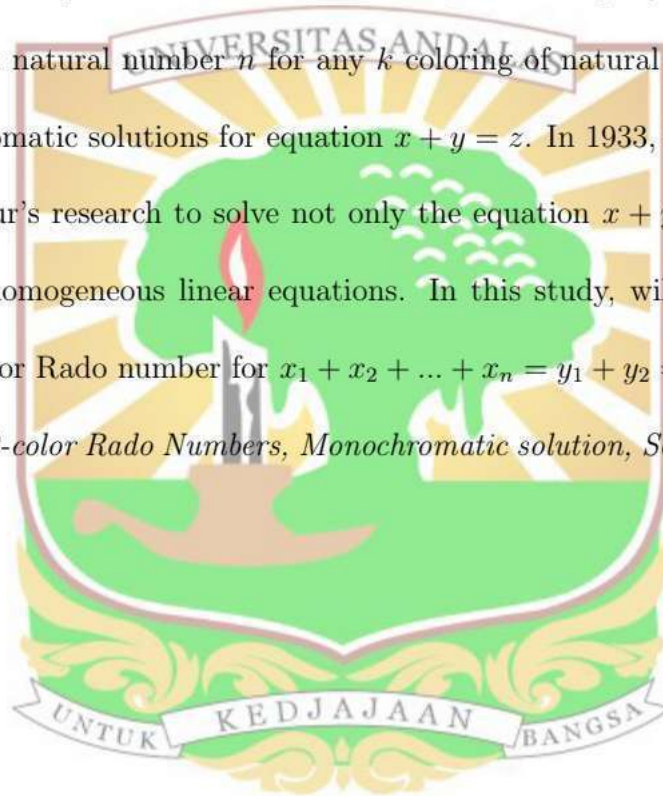 UNIVERSITAS ANDALAS
natural number n for any k coloring of natural
omatic solutions for equation x + y = z. In 1933,
ur's research to solve not only the equation x +
homogeneous linear equations. In this study,
or Rado number for x₁ + x₂ + ... + xₙ = y₁ + y₂
-color Rado Numbers, Monochromatic solution,
UNTUK KEDJAJAAN BANGSA